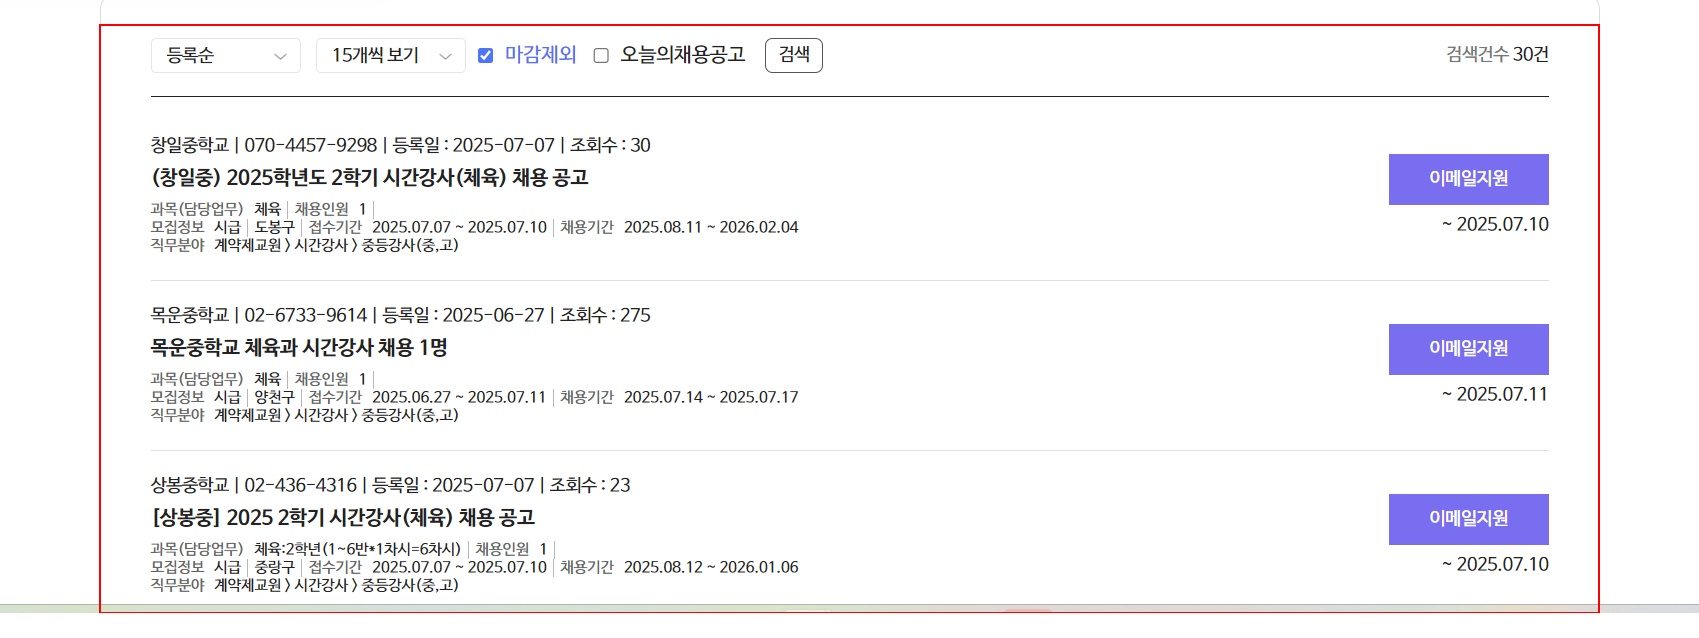 등록순 15개씩 보기 마감제외 오늘의채용공고 검색 검색건수 30건
창일중학교 | 070-4457-9298 | 등록일 : 2025-07-07 | 조회수 : 30
(창일중) 2025학년도 2학기 시간강사(체육) 채용 공고
이메일지원
과목(담당업무) 체육 | 채용인원 1 |
모집정보 시급 | 도봉구 | 접수기간 2025.07.07 ~ 2025.07.10 | 채용기간 2025.08.11 ~ 2026.02.04
~ 2025.07.10
직무분야 계약제교원 > 시간강사 > 중등강사(중,고)
목운중학교 | 02-6733-9614 | 등록일 : 2025-06-27 | 조회수 : 275
목운중학교 체육과 시간강사 채용 1명
이메일지원
과목(담당업무) 체육 | 채용인원 1 |
모집정보 시급 | 양천구 | 접수기간 2025.06.27 ~ 2025.07.11 | 채용기간 2025.07.14 ~ 2025.07.17
~ 2025.07.11
직무분야 계약제교원 > 시간강사 > 중등강사(중,고)
상봉중학교 | 02-436-4316 | 등록일 : 2025-07-07 | 조회수 : 23
[상봉중] 2025 2학기 시간강사(체육) 채용 공고
이메일지원
과목(담당업무) 체육:2학년(1~6반*1차시=6차시) | 채용인원 1 |
모집정보 시급 | 중랑구 | 접수기간 2025.07.07 ~ 2025.07.10 | 채용기간 2025.08.12 ~ 2026.01.06
~ 2025.07.10
직무분야 계약제교원 > 시간강사 > 중등강사(중,고)